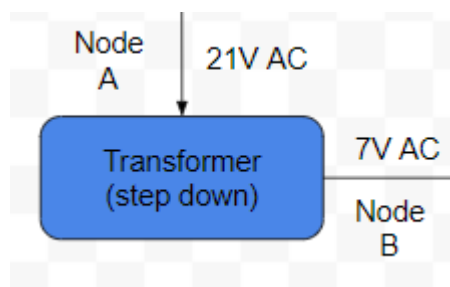 Node
A
21V AC
Transformer
(step down)
7V AC
Node
B